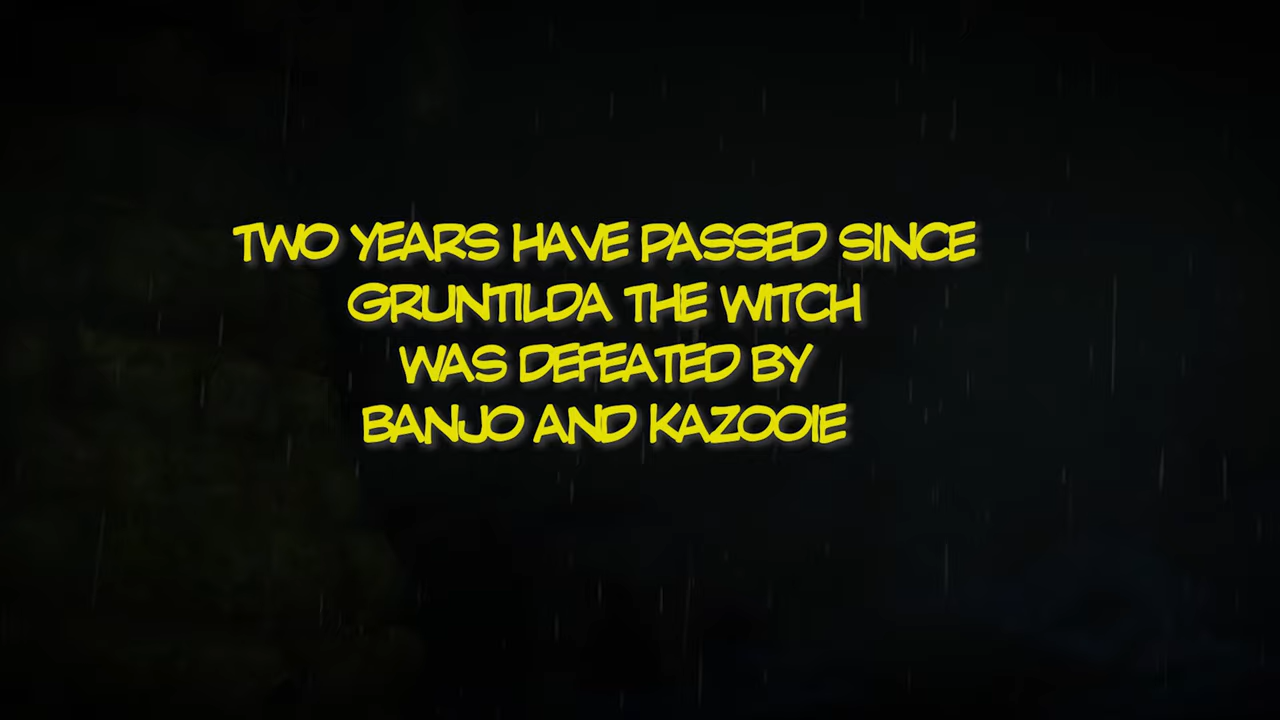 TWO YEARS HAVE PASSED SINCE
GRUNTILDA THE WITCH
WAS DEFEATED BY
BANJO AND KAZOOIE